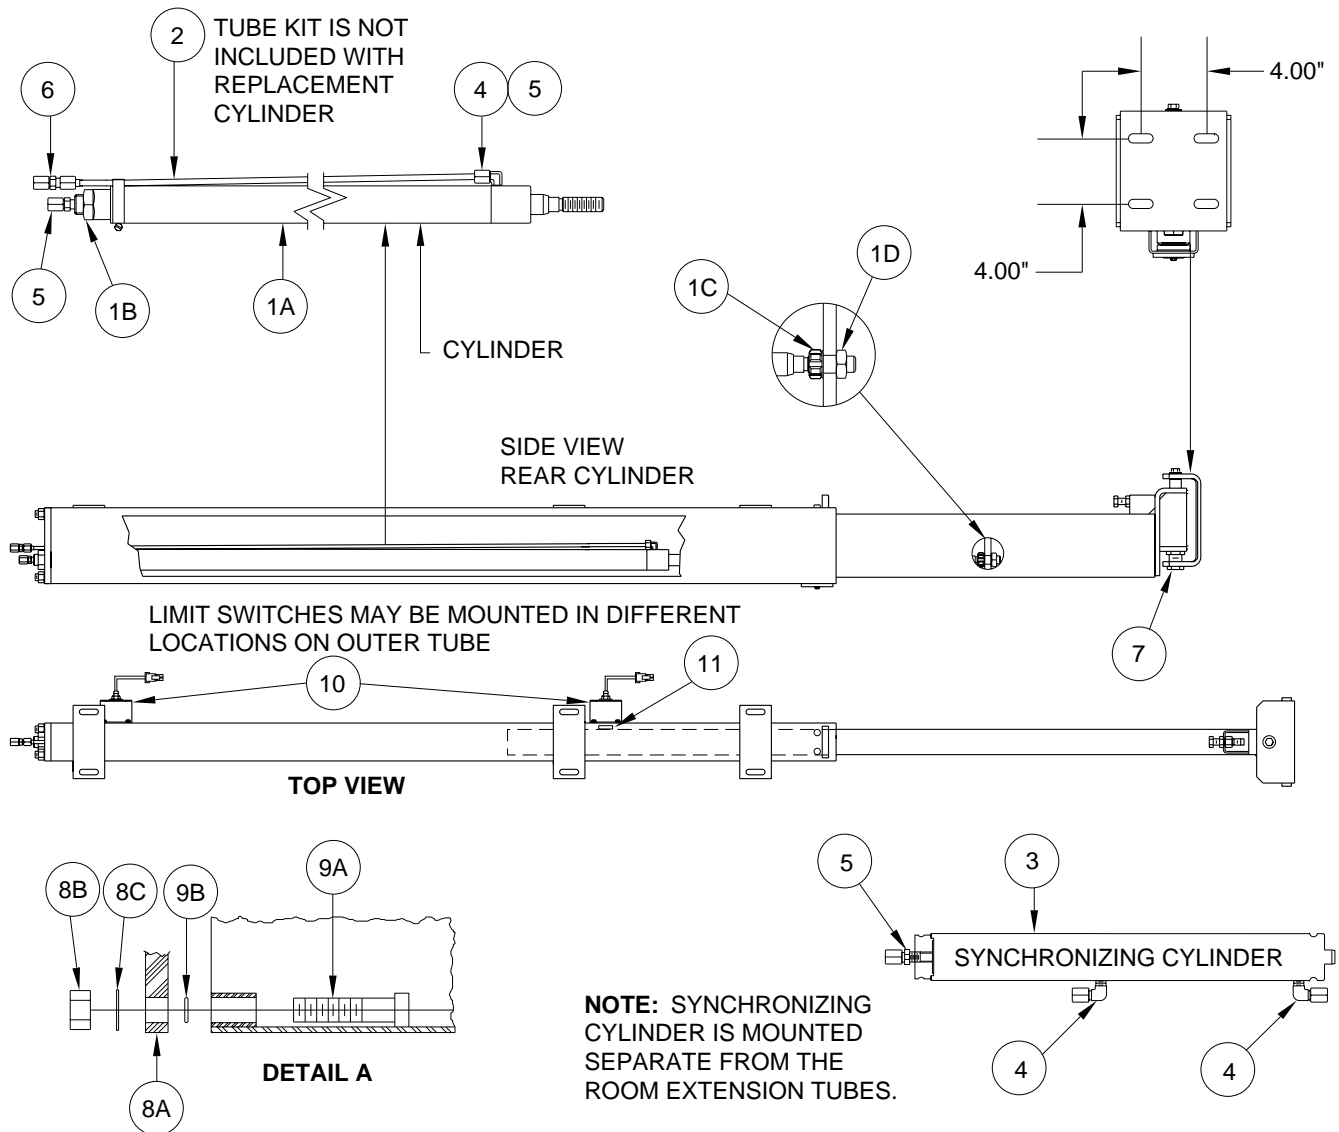 2
TUBE KIT IS NOT
INCLUDED WITH
REPLACEMENT
CYLINDER
6
4
5
4.00"
4.00"
5
1B
1A
1C
1D
CYLINDER
SIDE VIEW
REAR CYLINDER
LIMIT SWITCHES MAY BE MOUNTED IN DIFFERENT
LOCATIONS ON OUTER TUBE
7
10
11
TOP VIEW
8B
8C
9B
9A
8A
DETAIL A
5
3
SYNCHRONIZING CYLINDER
4
4
NOTE: SYNCHRONIZING
CYLINDER IS MOUNTED
SEPARATE FROM THE
ROOM EXTENSION TUBES.